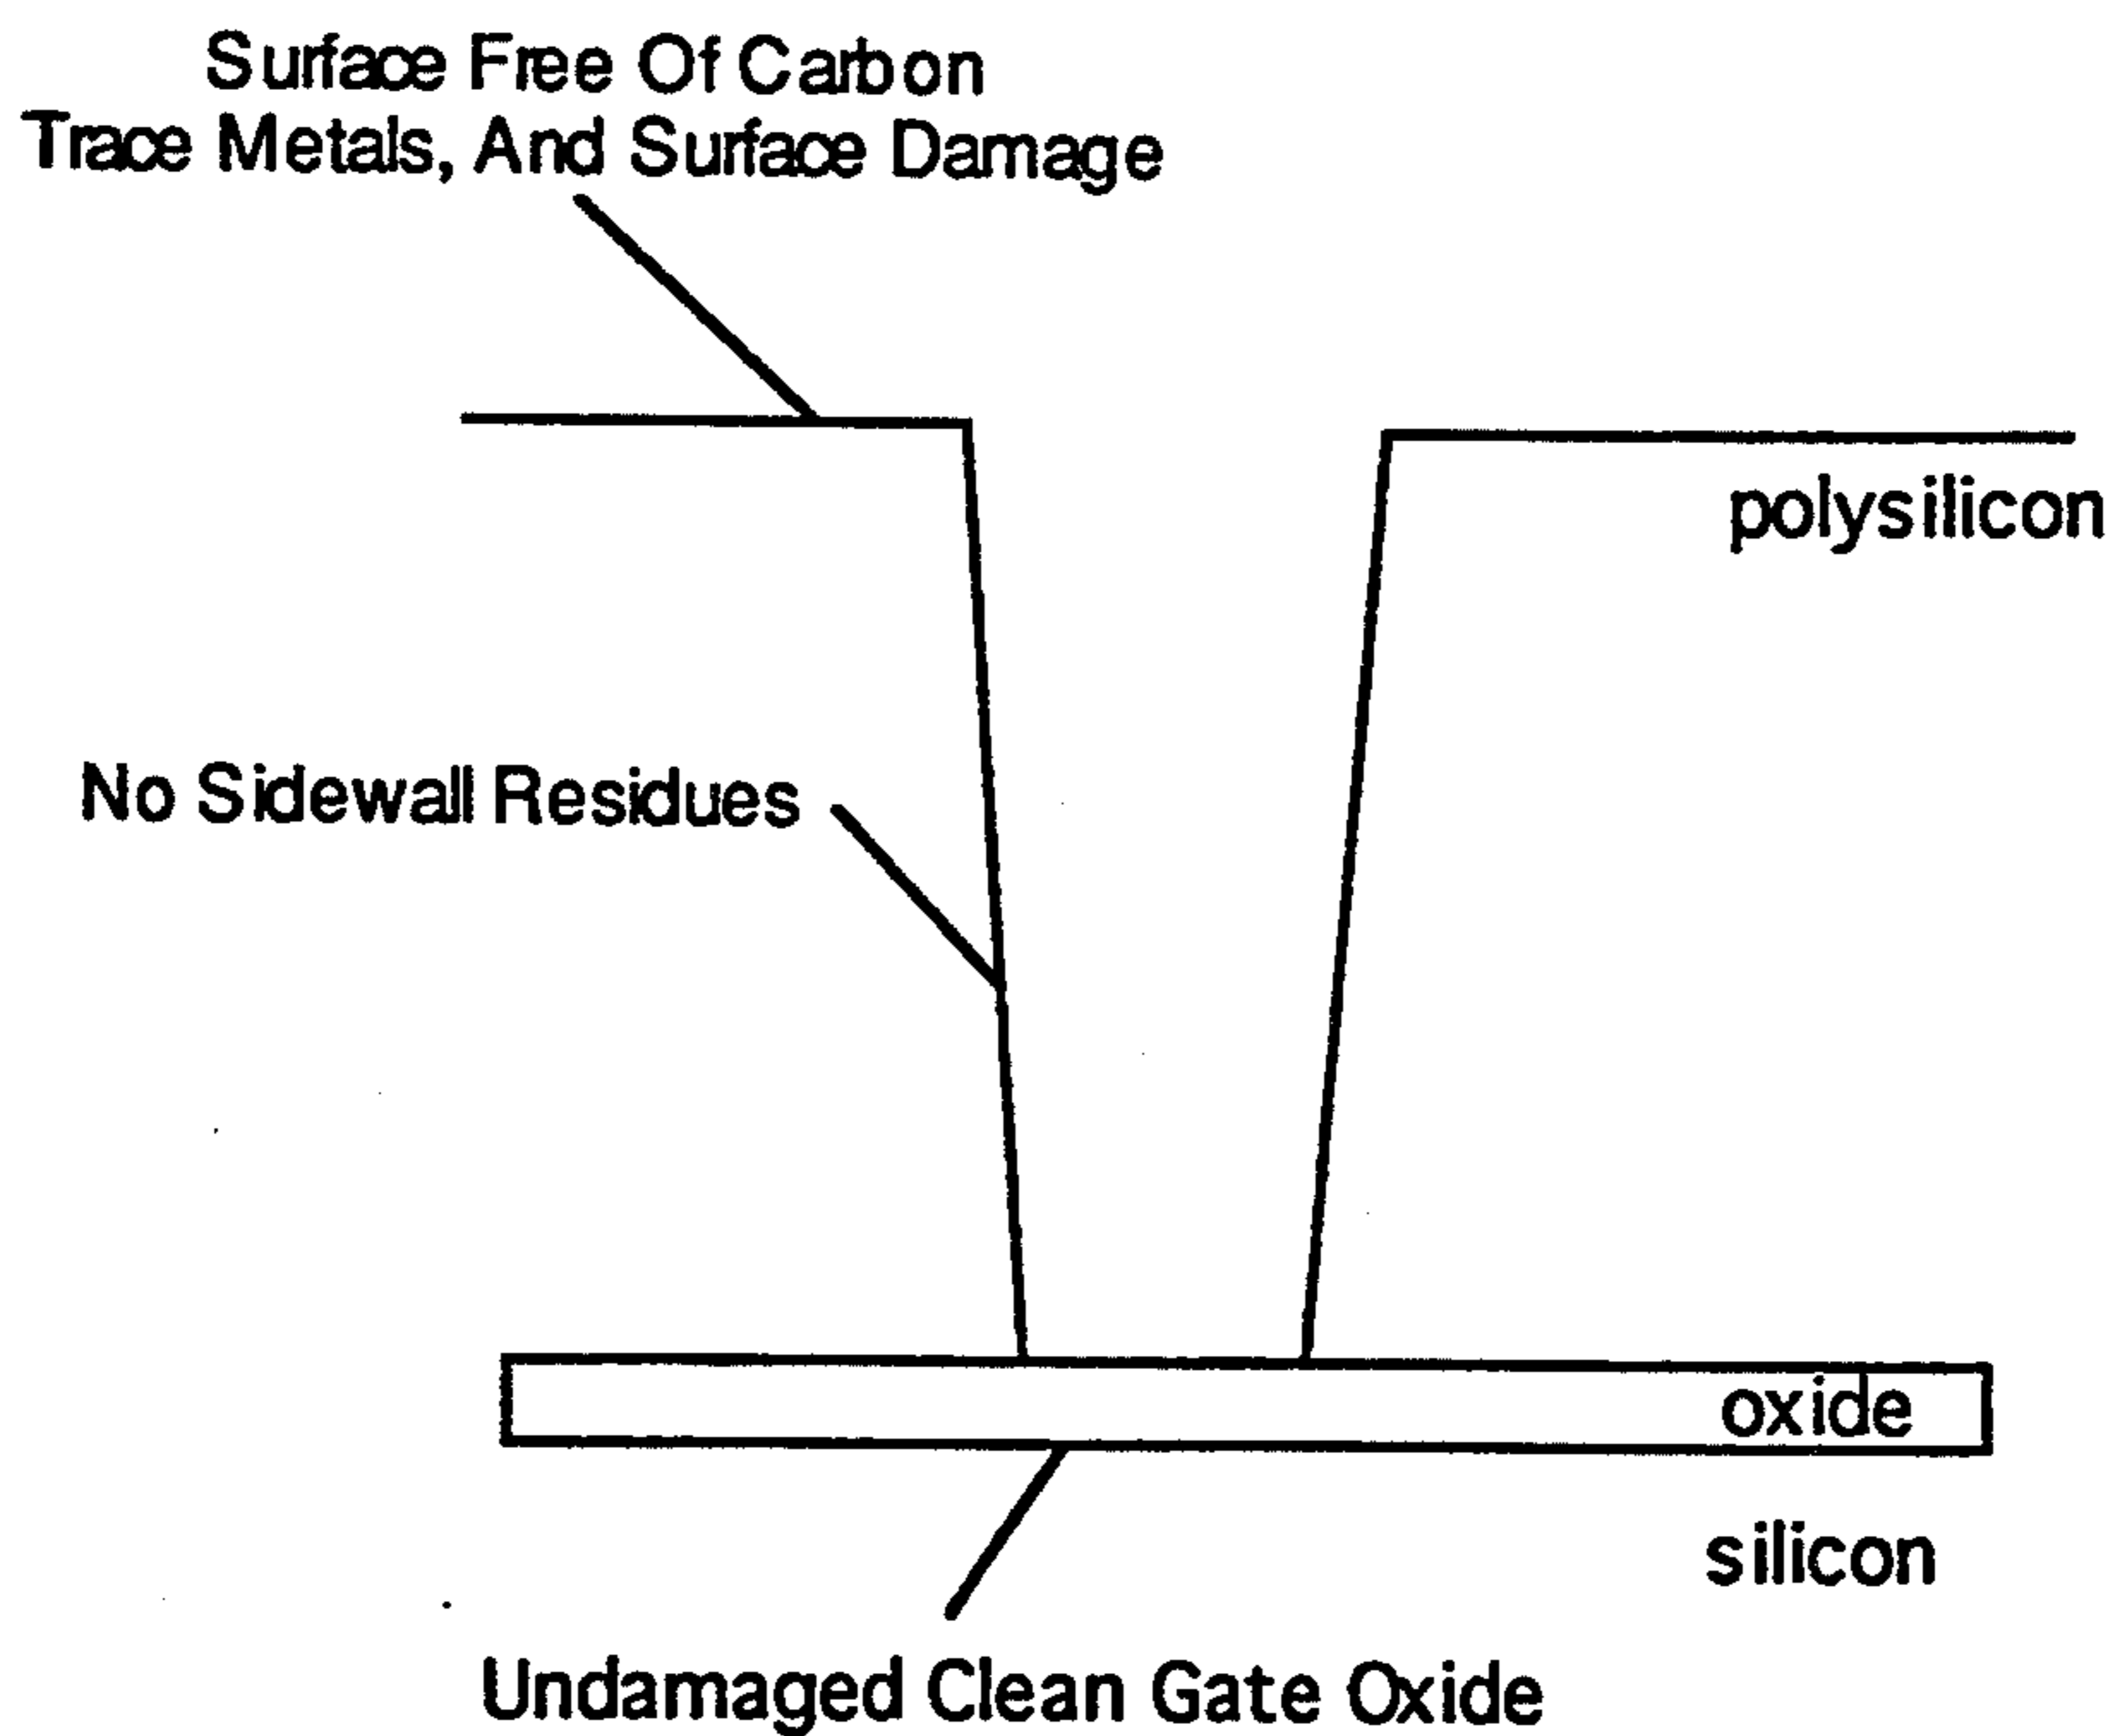 Surface Free Of Carbon
Trace Metals, And Surface Damage
polysilicon
No Sidewall Residues
oxide
silicon
Undamaged Clean Gate Oxide